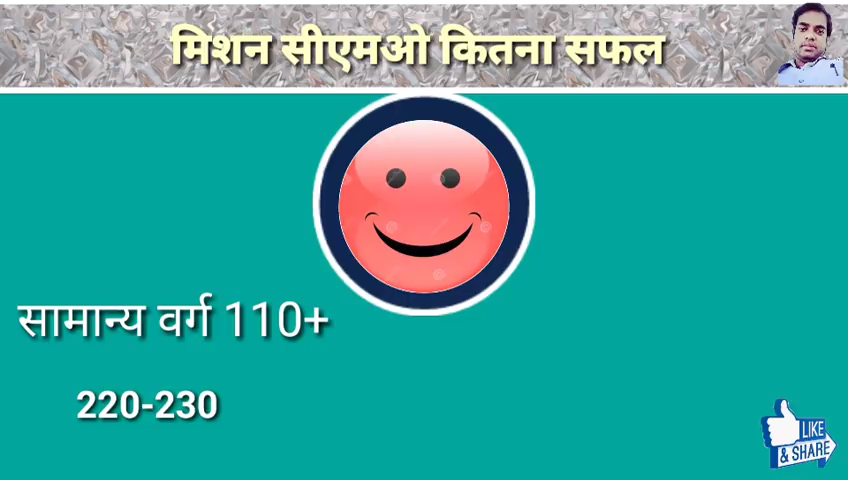 मिशन सीएमओ कितना सफल
सामान्य वर्ग 110+
220-230
LIKE
& SHARE